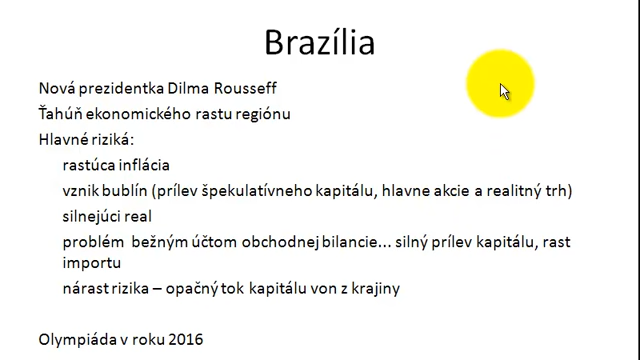 Brazília
Nová prezidentka Dilma Rousseff
Ťahúň ekonomického rastu regiónu
Hlavné riziká:
rastúca inflácia
vznik bublín (prílev špekulatívneho kapitálu, hlavne akcie a realitný trh)
silnejúci real
problém bežným účtom obchodnej bilancie... silný prílev kapitálu, rast
importu
nárast rizika – opačný tok kapitálu von z krajiny
Olympiáda v roku 2016